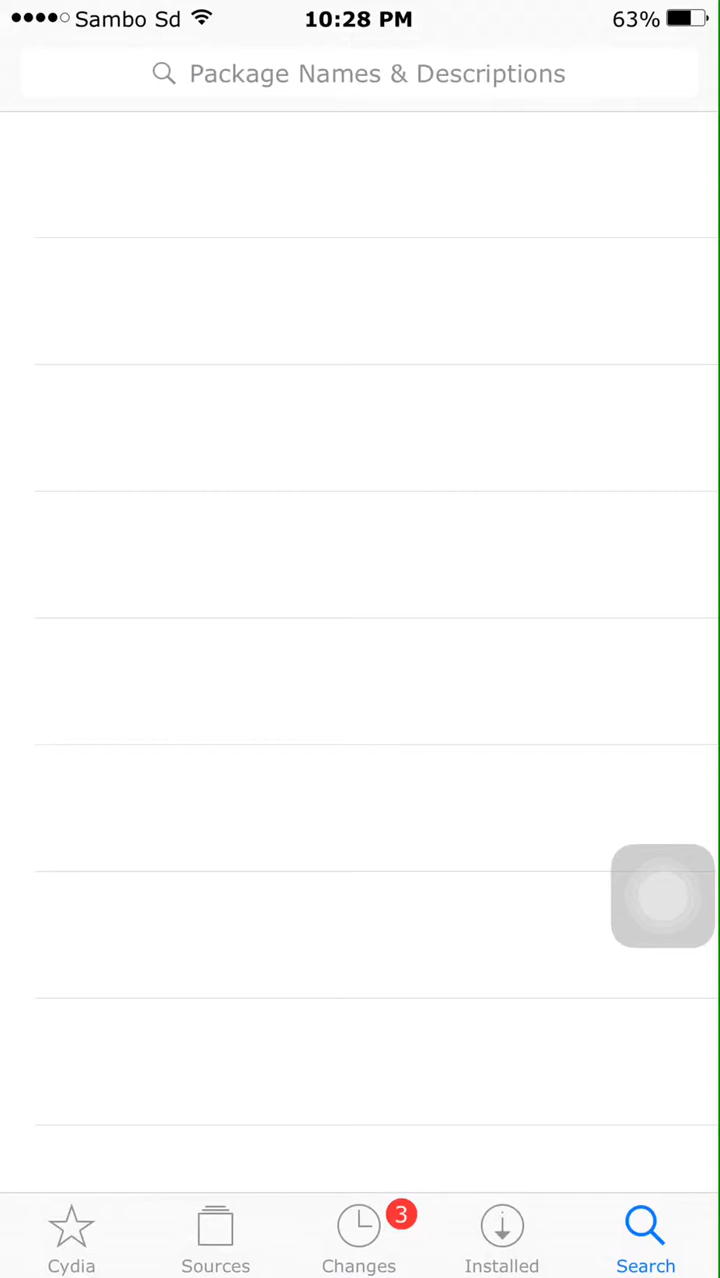 Sambo Sd 10:28 PM 63%
Package Names & Descriptions
3
Cydia Sources Changes Installed Search